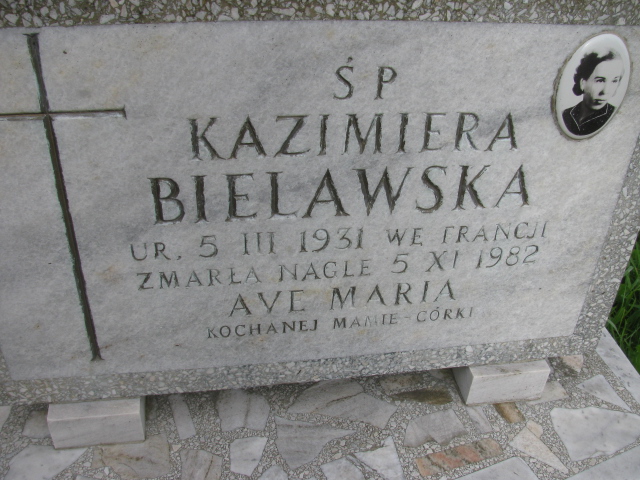 ŚP
KAZIMIERA
BIELAWSKA
UR. 5 III 1931 WE FRANCJI
ZMARŁA NAGLE 5 XI 1982
AVE MARIA
KOCHANEJ MAMIE-CÓRKI